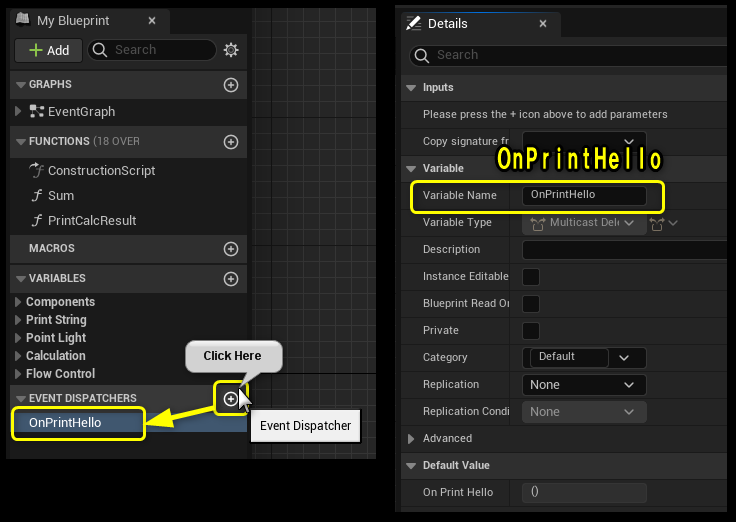 My Blueprint
Add
Search
GRAPHS
EventGraph
FUNCTIONS (18 OVER
ConstructionScript
Sum
PrintCalcResult
MACROS
VARIABLES
Components
Print String
Point Light
Calculation
Flow Control
Click Here
EVENT DISPATCHERS
OnPrintHello
Event Dispatcher
Details
Search
Inputs
Please press the + icon above to add parameters
Copy signature fr
OnPrintHello
Variable
Variable Name OnPrintHello
Variable Type Multicast Del
Description
Instance Editable
Blueprint Read On
Private
Category Default
Replication None
Replication Condi None
Advanced
Default Value
On Print Hello ()